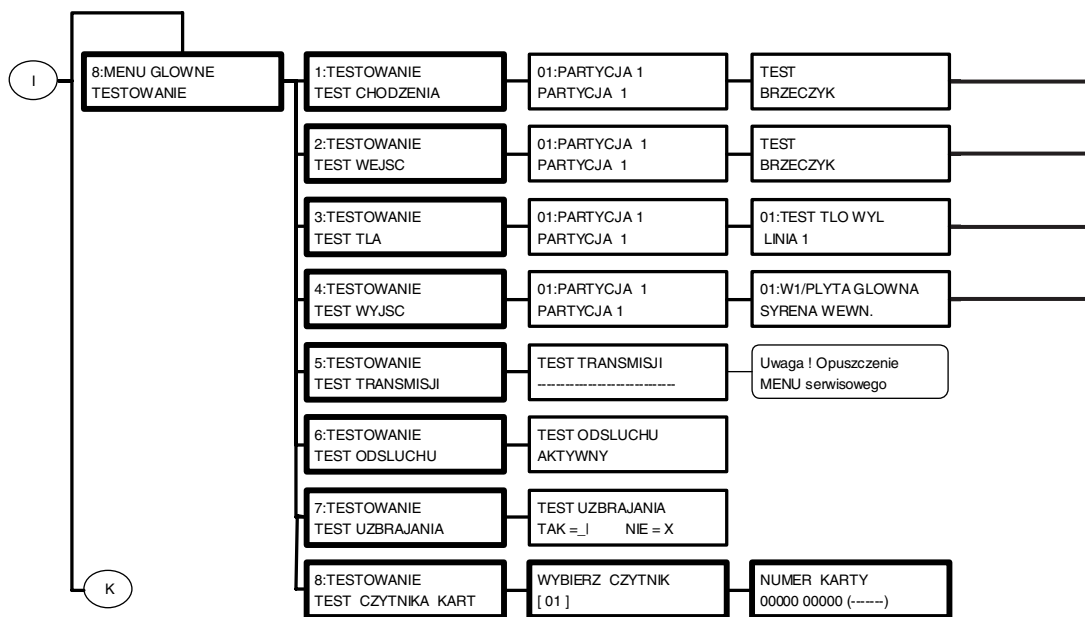 I
8:MENU GLOWNE
TESTOWANIE
1:TESTOWANIE
TEST CHODZENIA
01:PARTYCJA 1
PARTYCJA 1
TEST
BRZECZYK
2:TESTOWANIE
TEST WEJSC
01:PARTYCJA 1
PARTYCJA 1
TEST
BRZECZYK
3:TESTOWANIE
TEST TLA
01:PARTYCJA 1
PARTYCJA 1
01:TEST TLO WYL
LINIA 1
4:TESTOWANIE
TEST WYJSC
01:PARTYCJA 1
PARTYCJA 1
01:W1/PLYTA GLOWNA
SYRENA WEWN.
5:TESTOWANIE
TEST TRANSMISJI
TEST TRANSMISJI
------------------------------
Uwaga ! Opuszczenie
MENU serwisowego
6:TESTOWANIE
TEST ODSLUCHU
TEST ODSLUCHU
AKTYWNY
7:TESTOWANIE
TEST UZBRAJANIA
TEST UZBRAJANIA
TAK =_| NIE = X
8:TESTOWANIE
TEST CZYTNIKA KART
WYBIERZ CZYTNIK
[ 01 ]
NUMER KARTY
00000 00000 (-------)
K